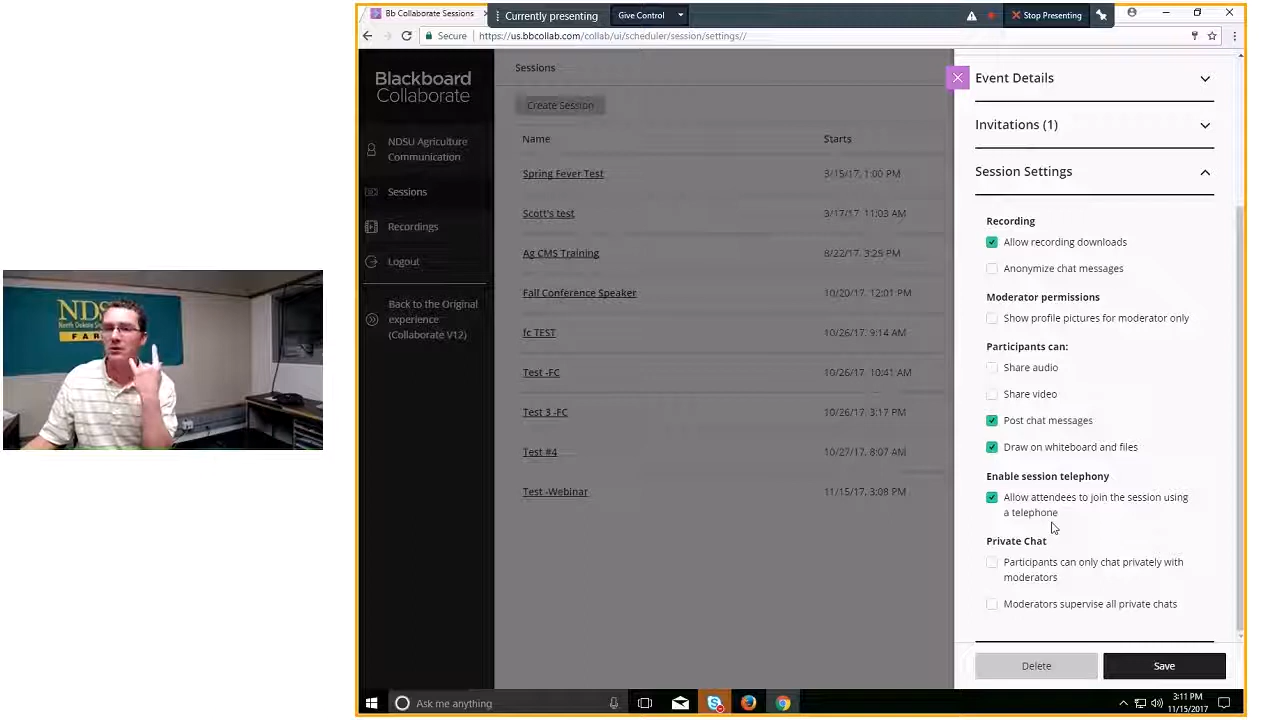 Bb Collaborate Sessions
Currently presenting
Give Control
Stop Presenting
Secure
https://us.bbcollab.com/collab/ui/scheduler/session/settings//
Blackboard
Collaborate
NDSU Agriculture
Communication
Sessions
Recordings
Logout
Back to the Original
experience
(Collaborate V12)
Sessions
Create Session
Name Starts
Spring Fever Test 3/15/17, 1:00 PM
Scott's test 3/17/17, 11:03 AM
Ag CMS Training 8/22/17, 3:25 PM
Fall Conference Speaker 10/20/17, 12:01 PM
fc TEST 10/26/17, 9:14 AM
Test -FC 10/26/17, 10:41 AM
Test 3 -FC 10/26/17, 3:17 PM
Test #4 10/27/17, 8:07 AM
Test -Webinar 11/15/17, 3:08 PM
Event Details
Invitations (1)
Session Settings
Recording
Allow recording downloads
Anonymize chat messages
Moderator permissions
Show profile pictures for moderator only
Participants can:
Share audio
Share video
Post chat messages
Draw on whiteboard and files
Enable session telephony
Allow attendees to join the session using
a telephone
Private Chat
Participants can only chat privately with
moderators
Moderators supervise all private chats
Delete
Save
Ask me anything
3:11 PM
11/15/2017
NDS
North Dakota
FAR